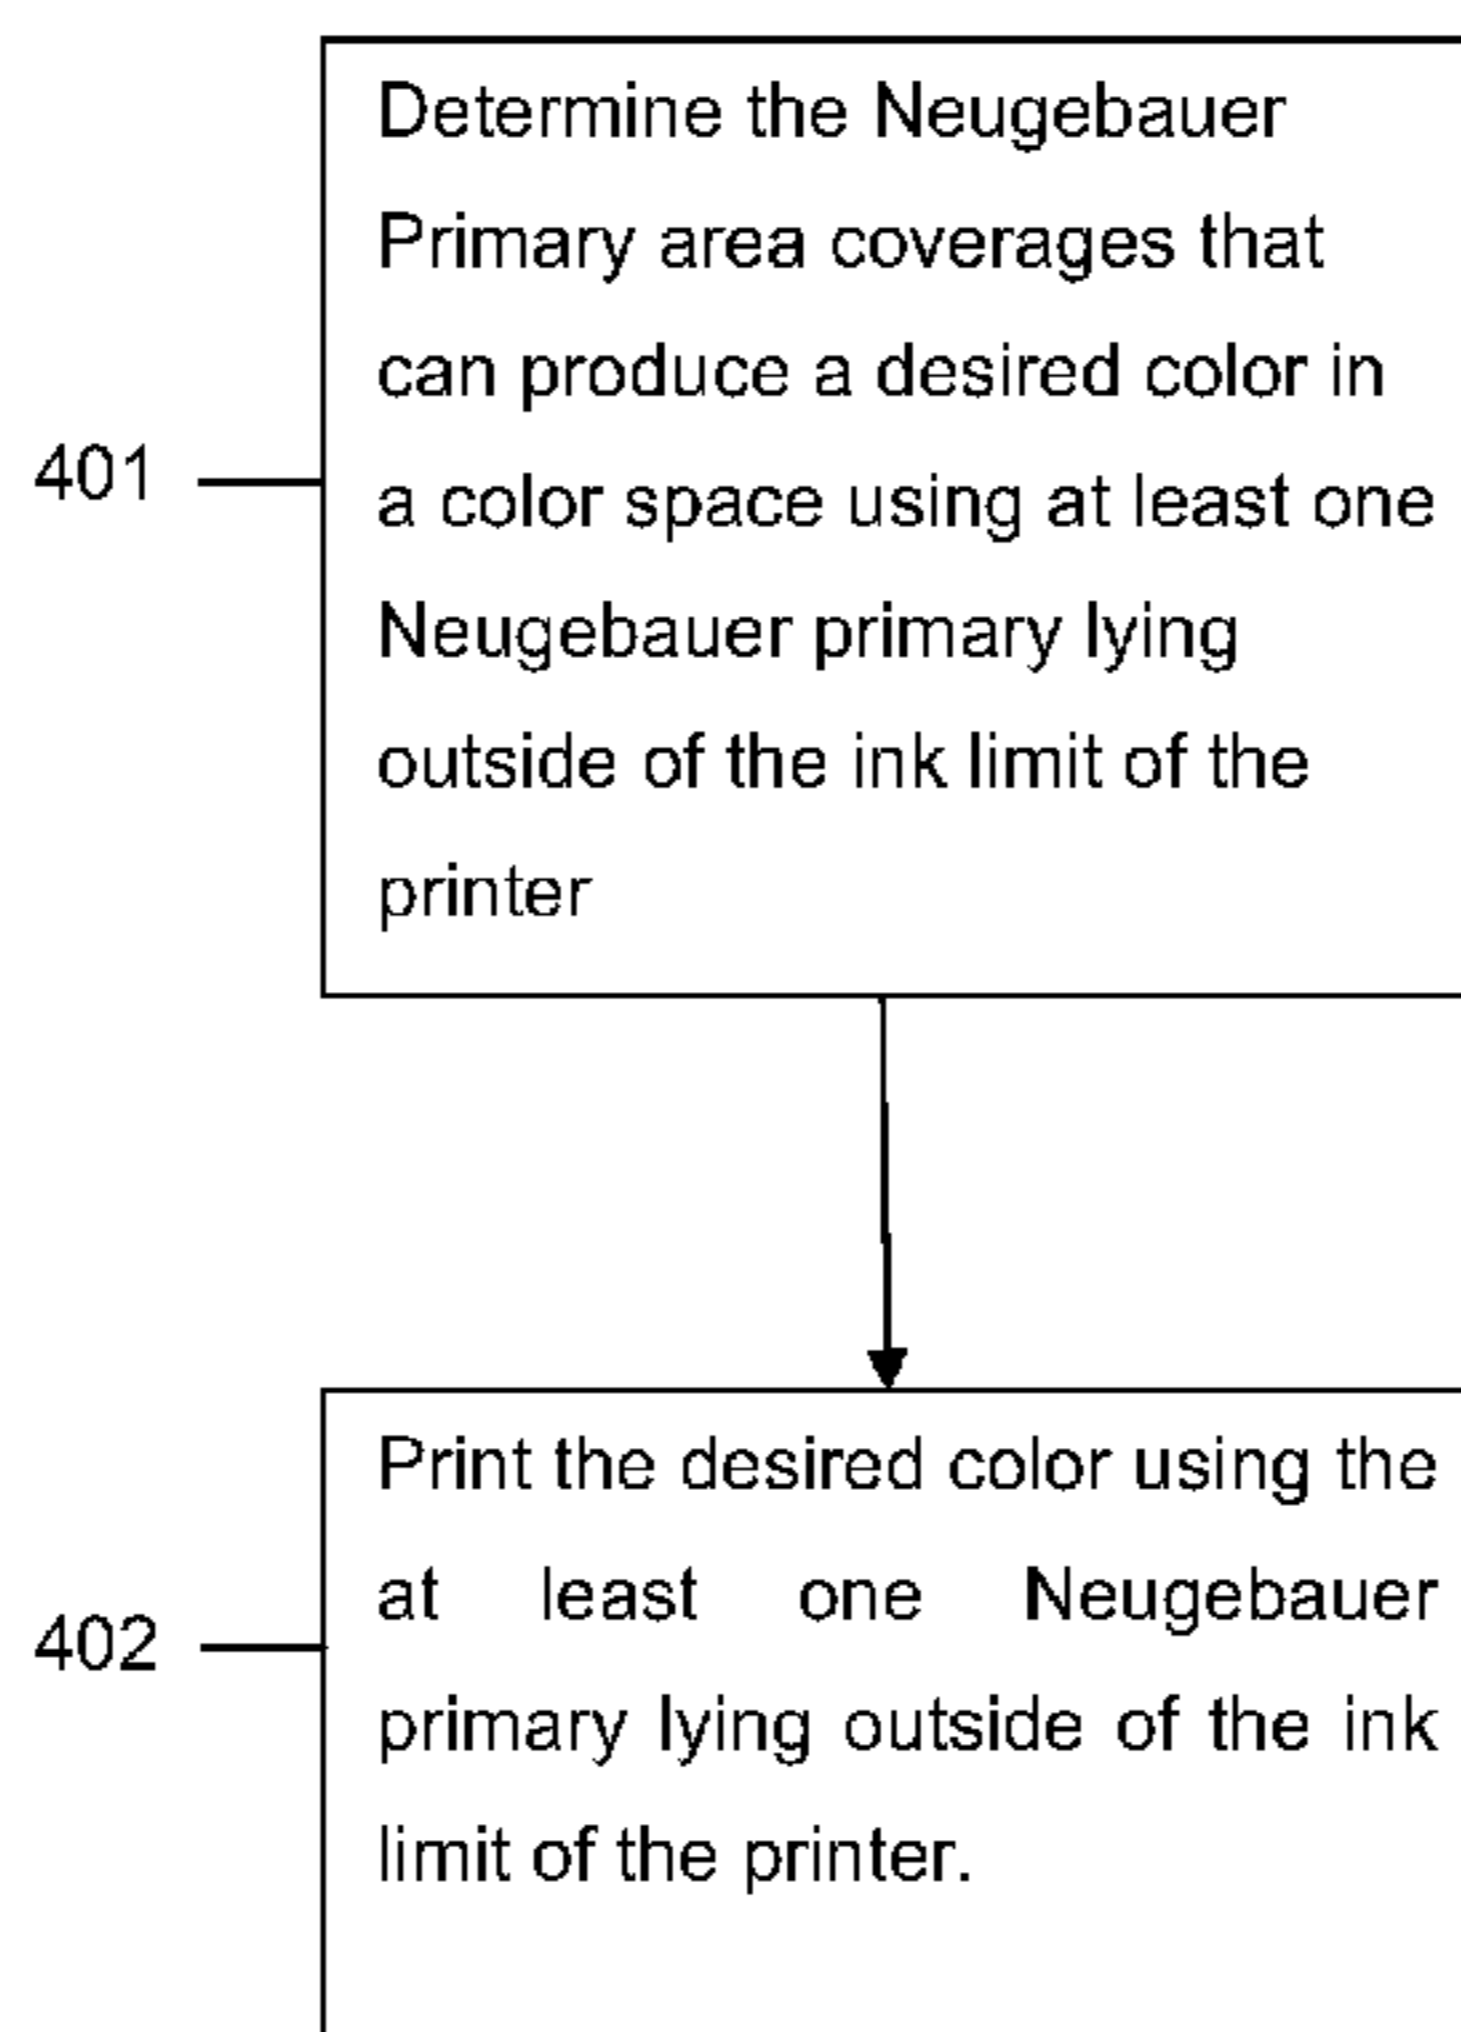 Determine the Neugebauer
Primary area coverages that
can produce a desired color in
401
a color space using at least one
Neugebauer primary lying
outside of the ink limit of the
printer
Print the desired color using the
at least one Neugebauer
402
primary lying outside of the ink
limit of the printer.